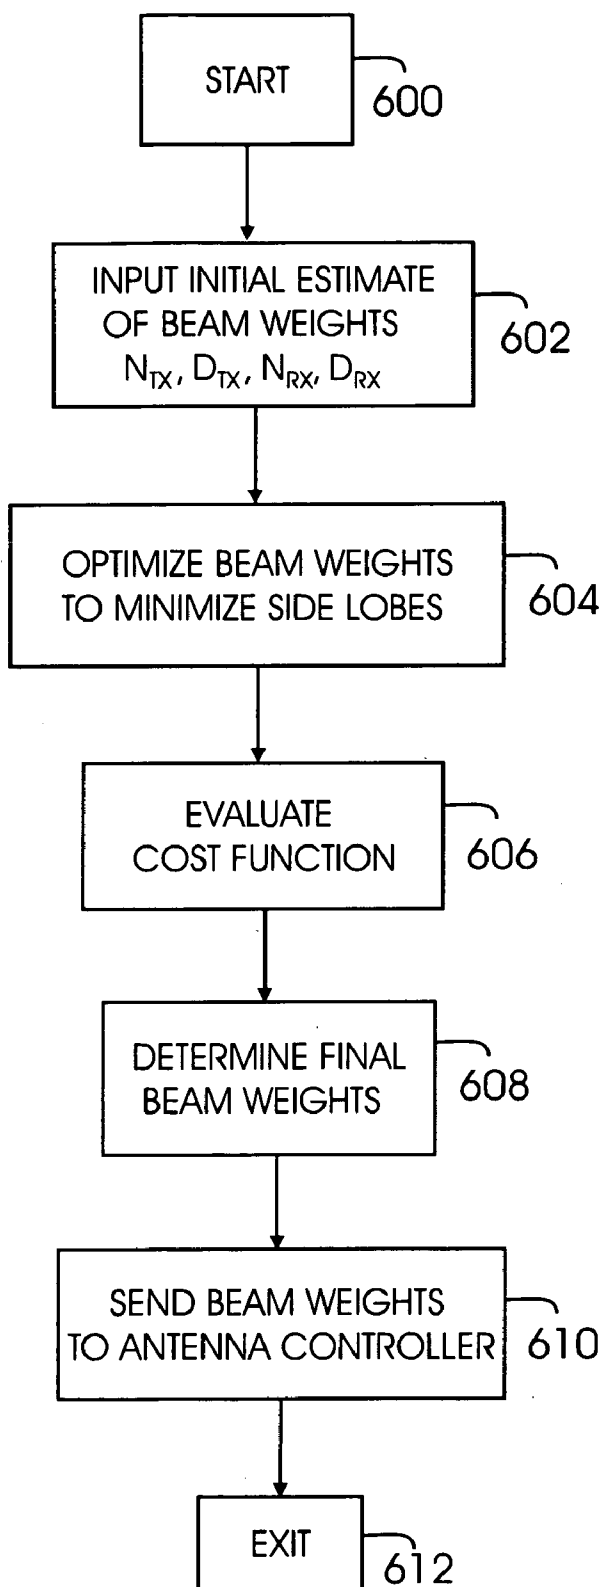 START
600
INPUT INITIAL ESTIMATE
OF BEAM WEIGHTS
N_TX, D_TX, N_RX, D_RX
602
OPTIMIZE BEAM WEIGHTS
TO MINIMIZE SIDE LOBES
604
EVALUATE
COST FUNCTION
606
DETERMINE FINAL
BEAM WEIGHTS
608
SEND BEAM WEIGHTS
TO ANTENNA CONTROLLER
610
EXIT
612